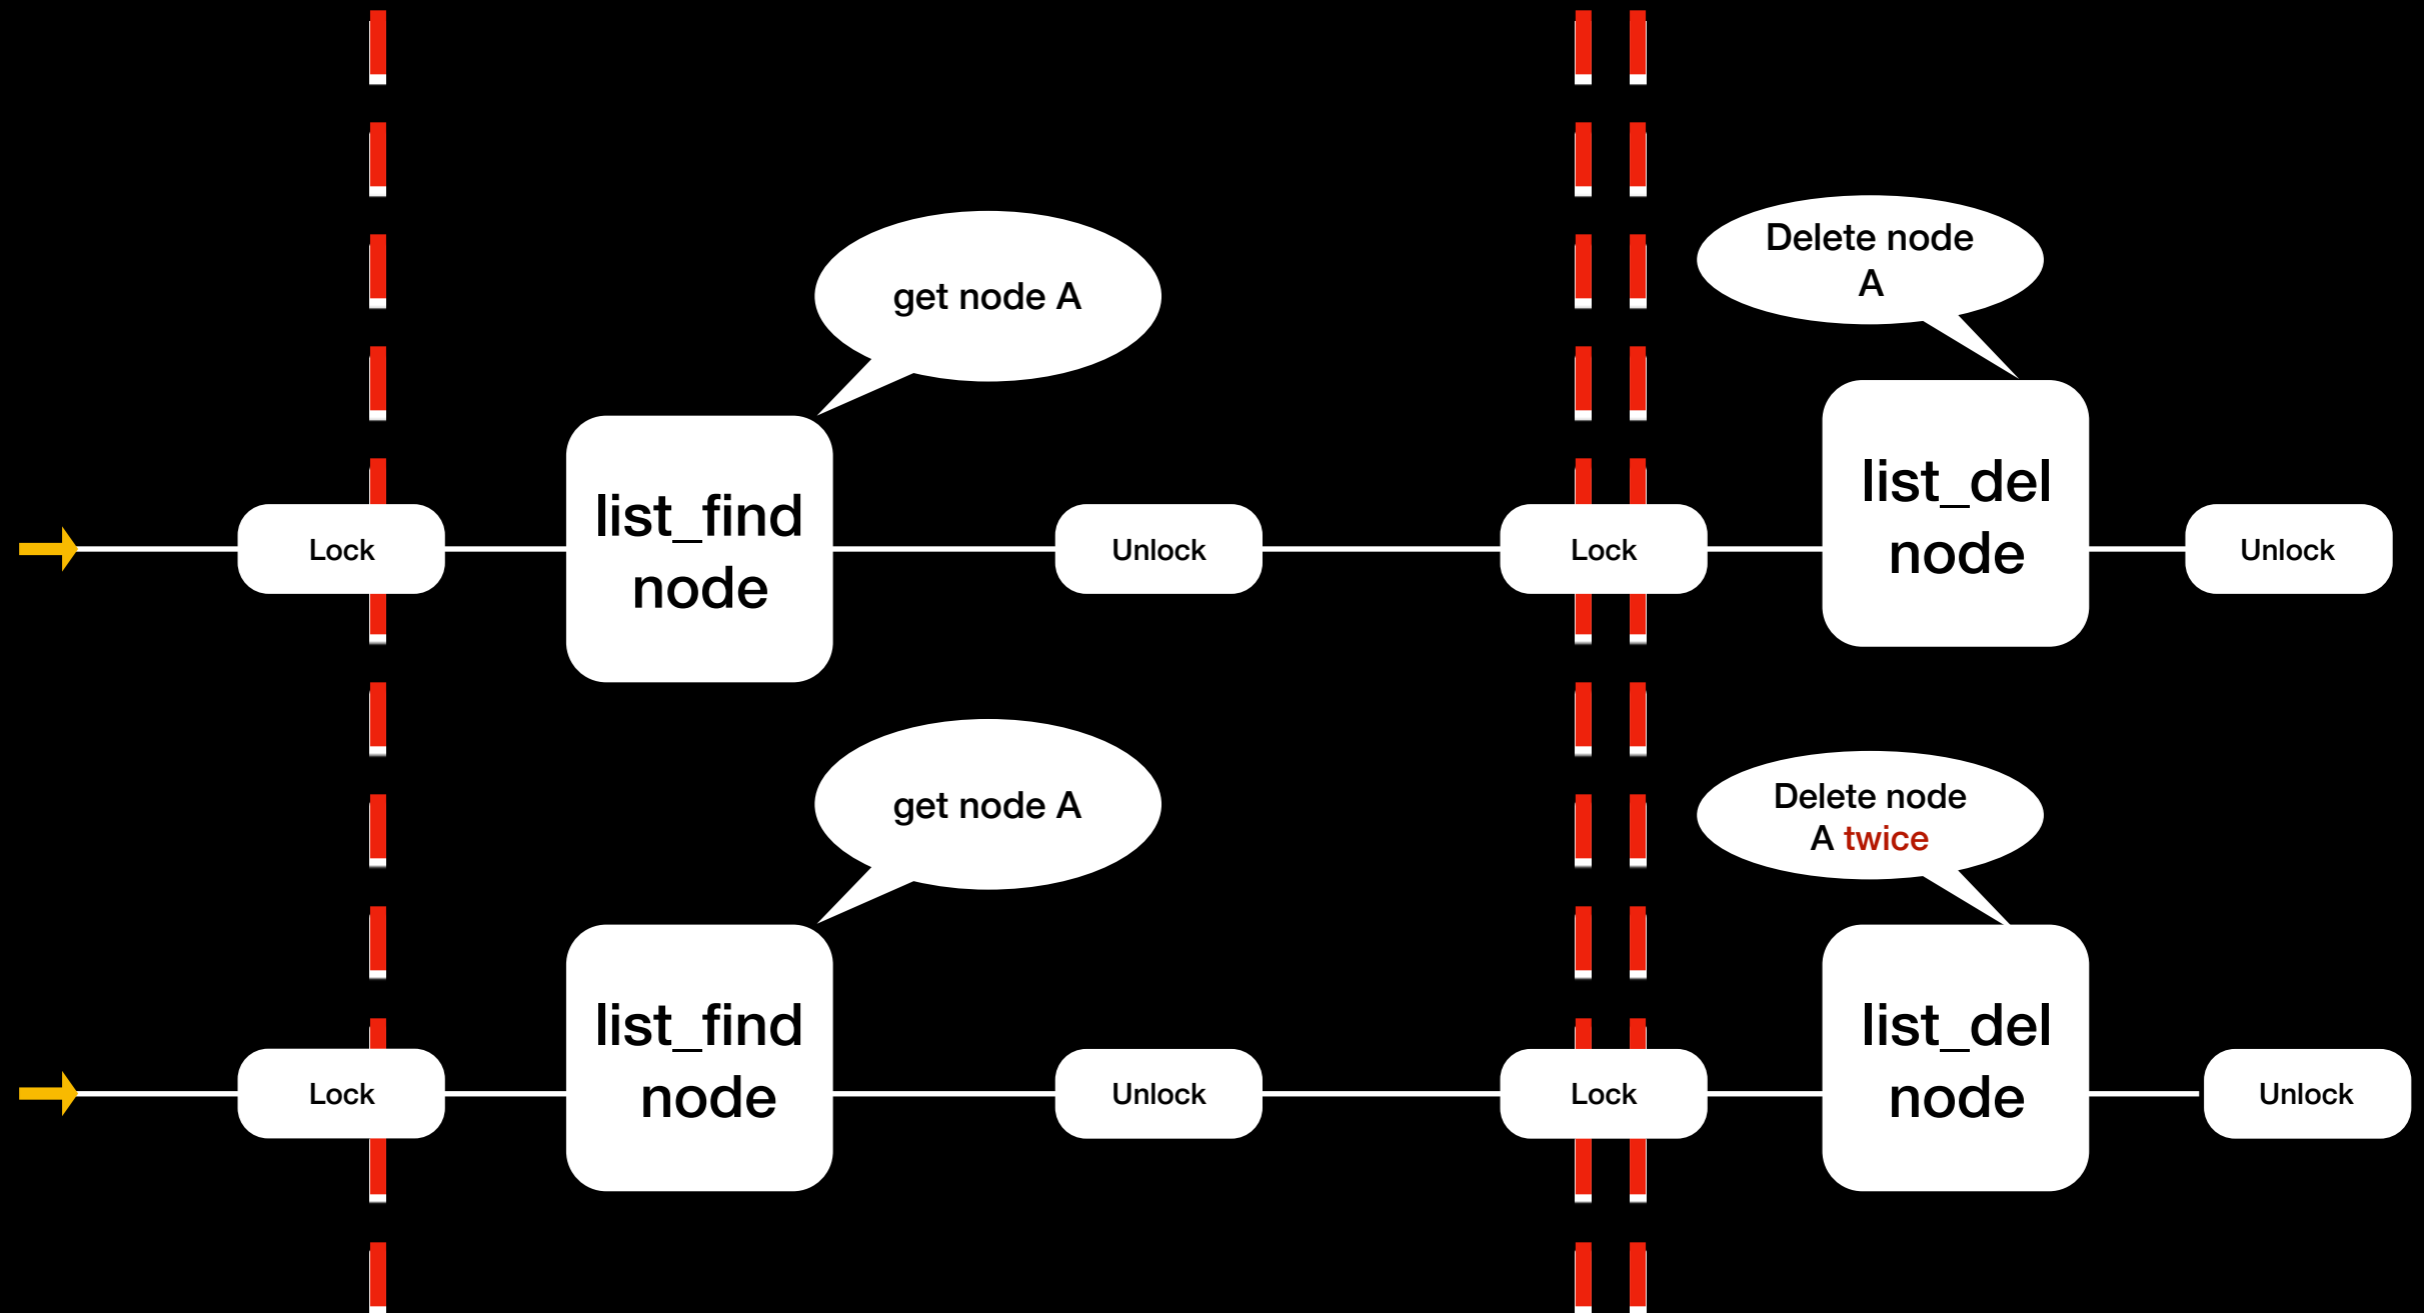 get node A
Delete node
A
Lock
list_find
node
Unlock
Lock
list_del
node
Unlock
get node A
Delete node
A twice
Lock
list_find
node
Unlock
Lock
list_del
node
Unlock